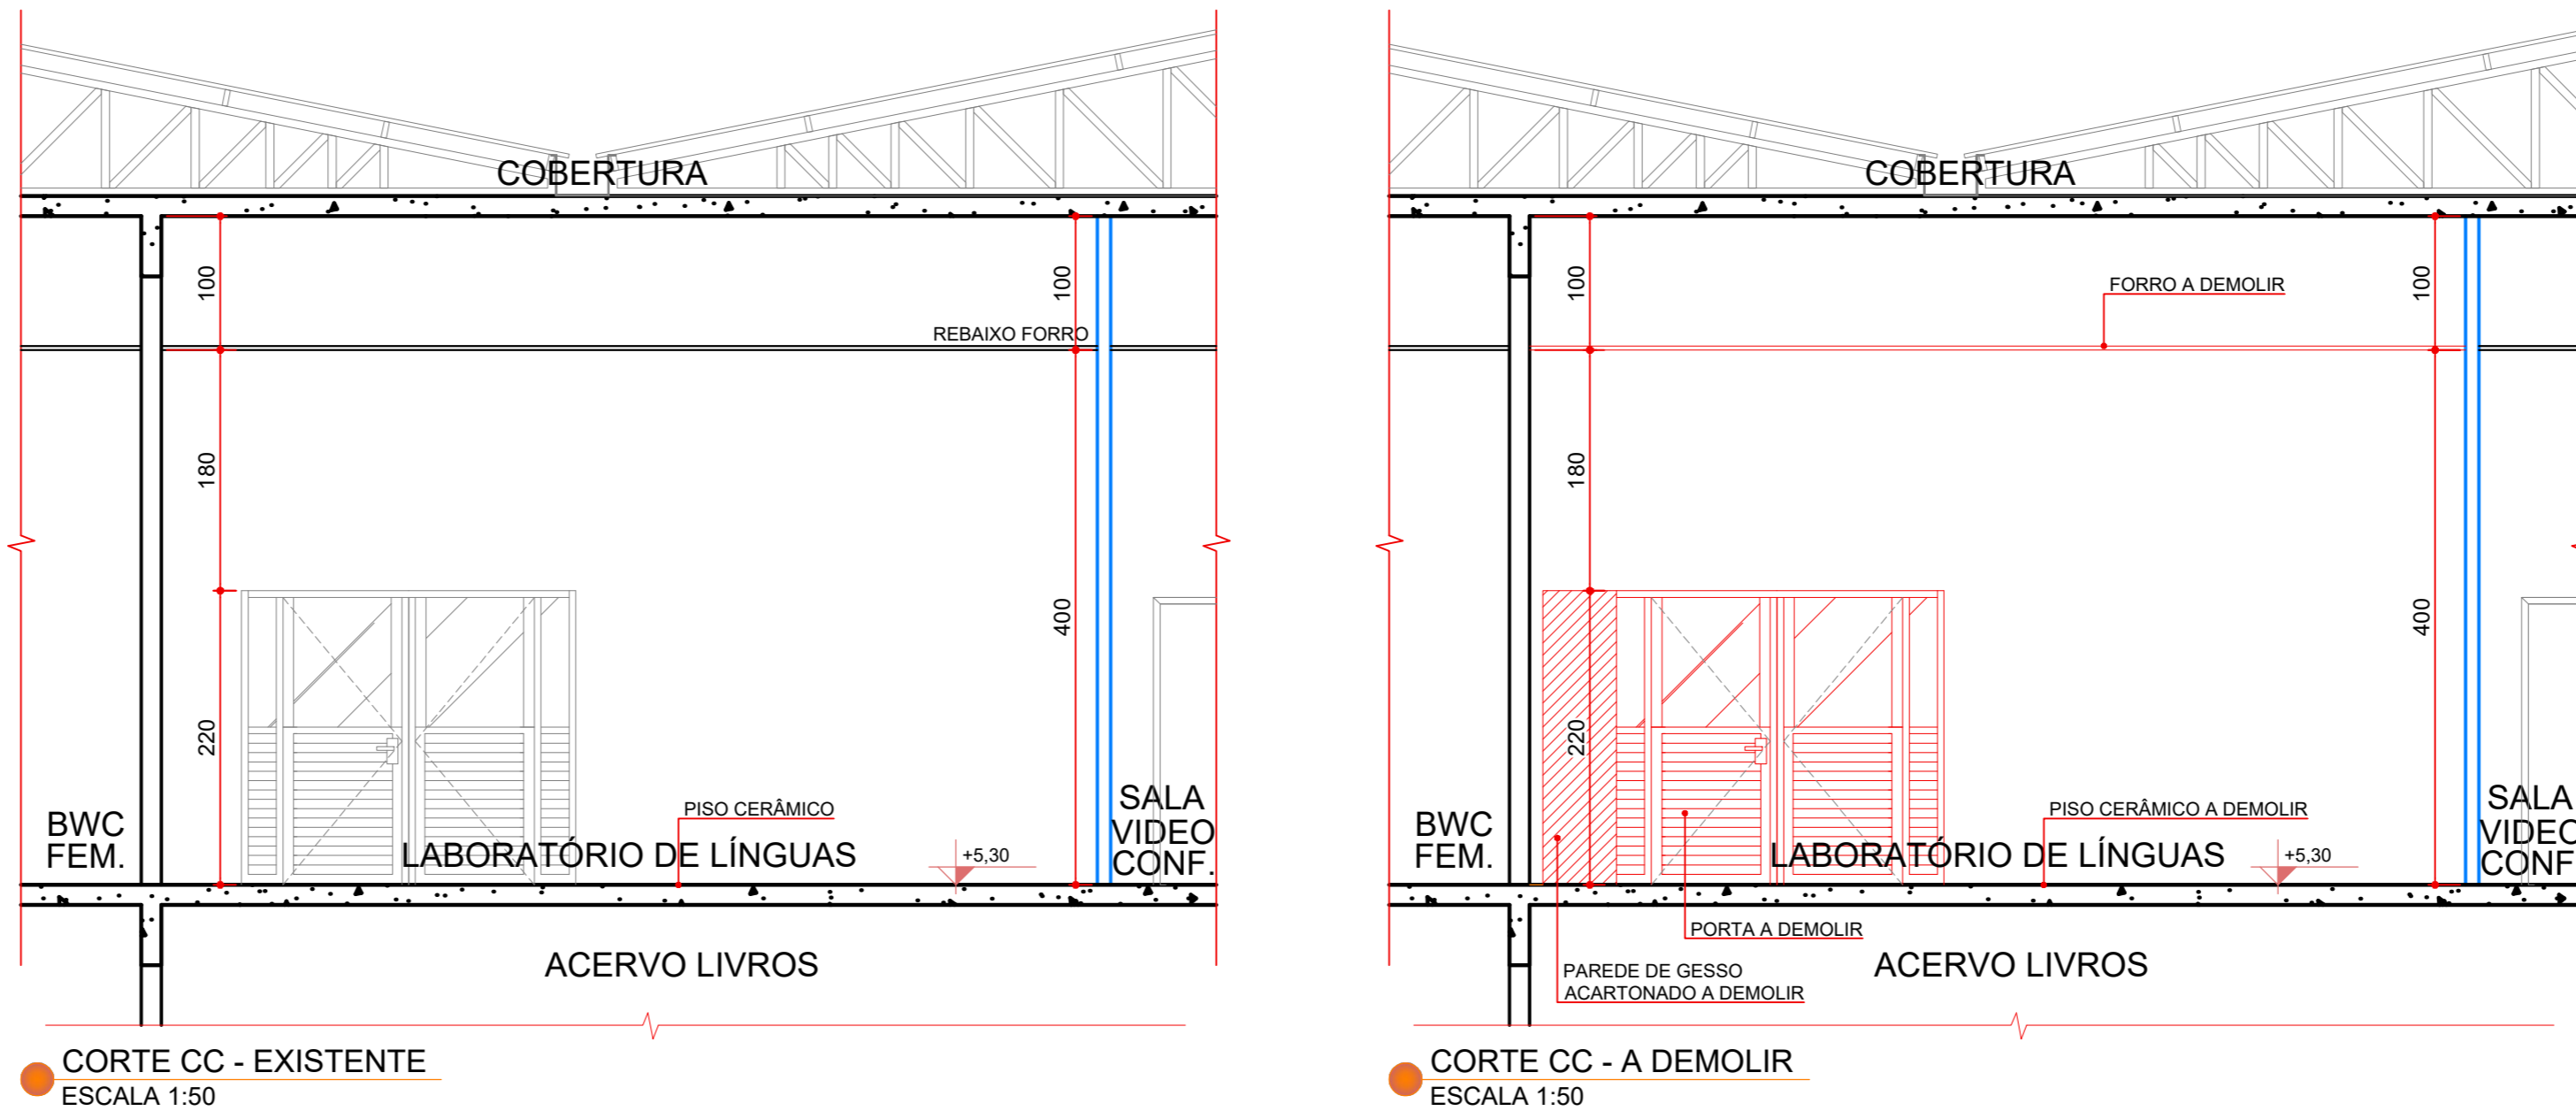 COBERTURA
100
100
REBAIXO FORRO
180
400
220
PISO CERÂMICO
BWC
FEM.
LABORATÓRIO DE LÍNGUAS
+5,30
SALA
VIDEO
CONF.
ACERVO LIVROS
CORTE CC - EXISTENTE
ESCALA 1:50
COBERTURA
100
100
FORRO A DEMOLIR
180
400
220
PISO CERÂMICO A DEMOLIR
BWC
FEM.
LABORATÓRIO DE LÍNGUAS
+5,30
SALA
VIDEO
CONF
PORTA A DEMOLIR
PAREDE DE GESSO
ACARTONADO A DEMOLIR
ACERVO LIVROS
CORTE CC - A DEMOLIR
ESCALA 1:50